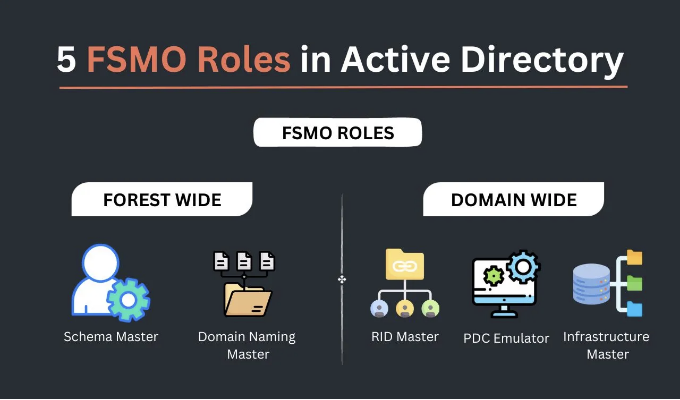 5 FSMO Roles in Active Directory
FSMO ROLES
FOREST WIDE
DOMAIN WIDE
Schema Master
Domain Naming
Master
RID Master
PDC Emulator
Infrastructure
Master